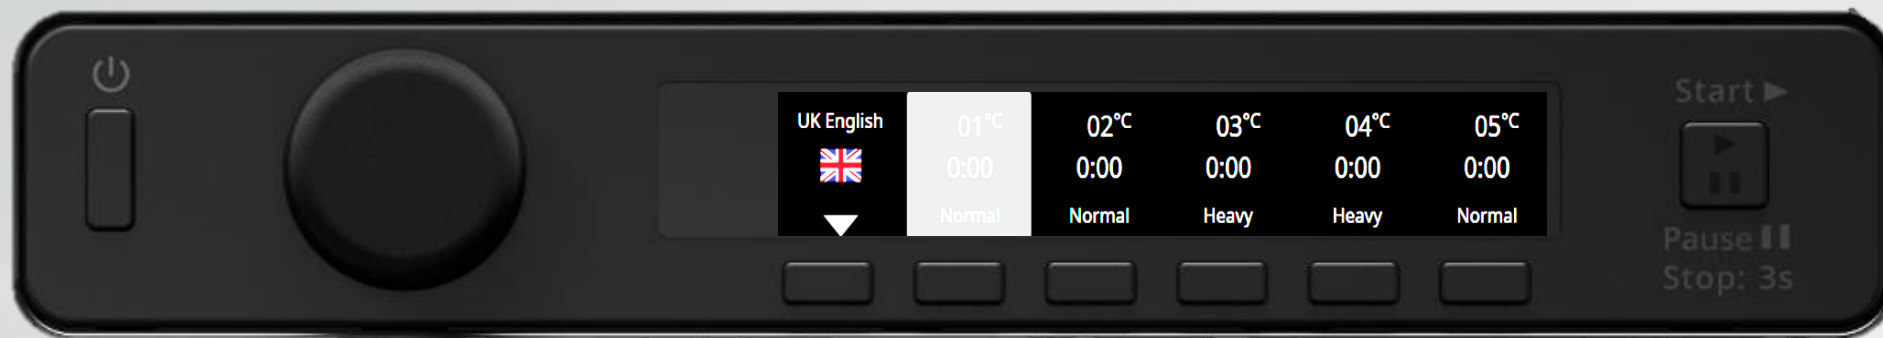 UK English
01°C
0:00
Normal
02°C
0:00
Normal
03°C
0:00
Heavy
04°C
0:00
Heavy
05°C
0:00
Normal
Start
Pause
Stop: 3s